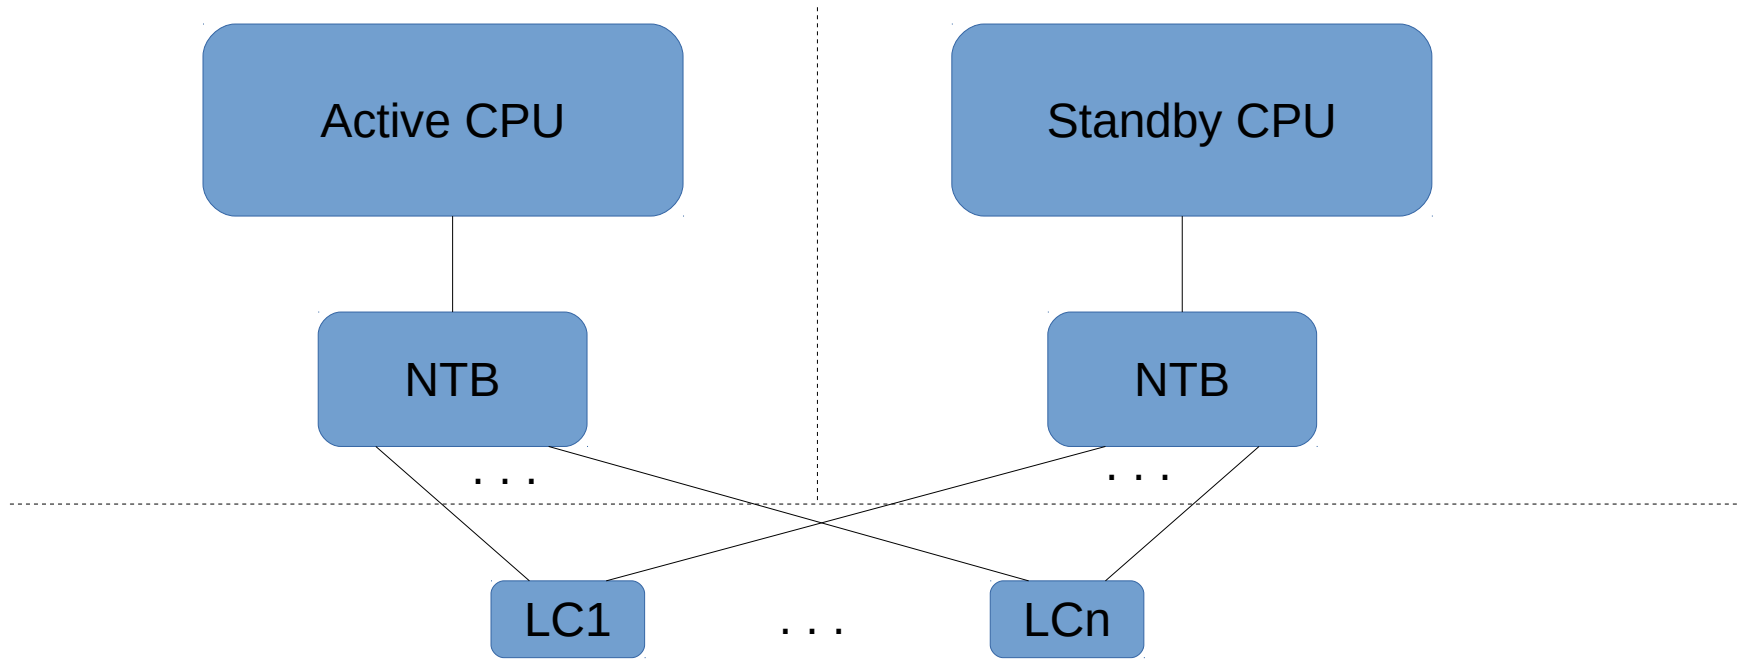 Active CPU
Standby CPU
NTB
NTB
. . .
. . .
LC1
. . .
LCn